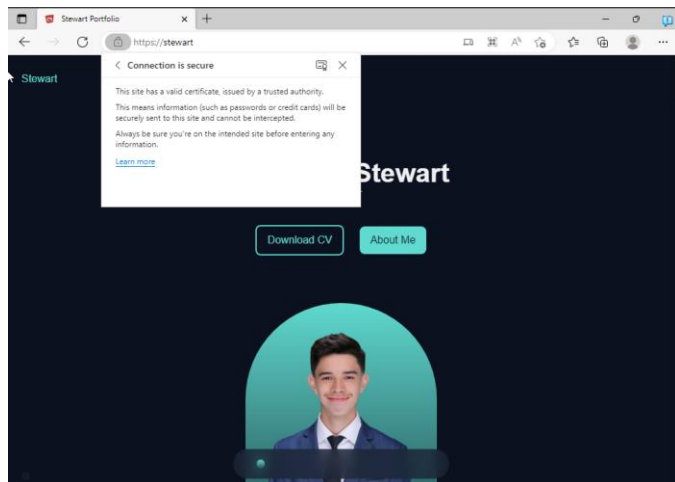 Stewart Portfolio
https://stewart
Connection is secure
Stewart
This site has a valid certificate, issued by a trusted authority.
This means information (such as passwords or credit cards) will be
securely sent to this site and cannot be intercepted.
Always be sure you're on the intended site before entering any
information.
Learn more
Stewart
Download CV
About Me